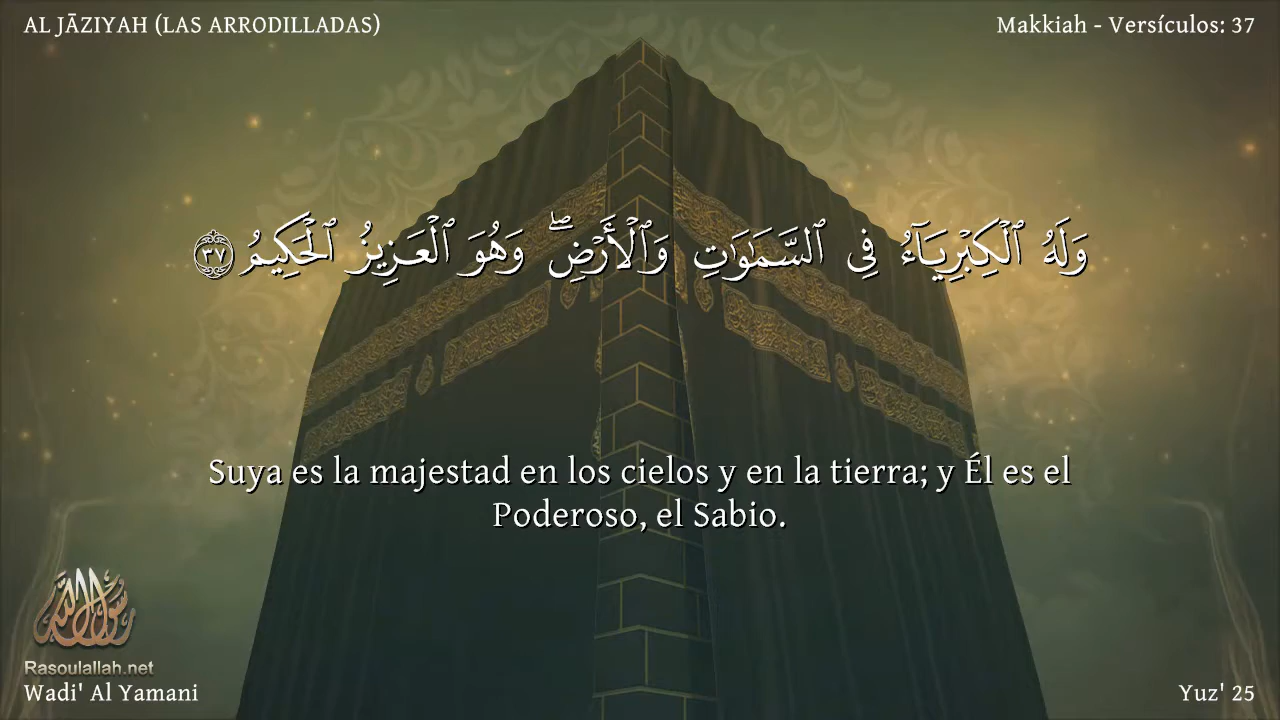 AL JĀZIYAH (LAS ARRODILLADAS)
Makkiah - Versículos: 37
وَلَهُ ٱلْكِبْرِيَآءُ فِى ٱلسَّمَـٰوَٰتِ وَٱلْأَرْضِ ۖ وَهُوَ ٱلْعَزِيزُ ٱلْحَكِيمُ ٣٧
Suya es la majestad en los cielos y en la tierra; y Él es el
Poderoso, el Sabio.
رسول الله
Rasoulallah.net
Wadi' Al Yamani
Yuz' 25